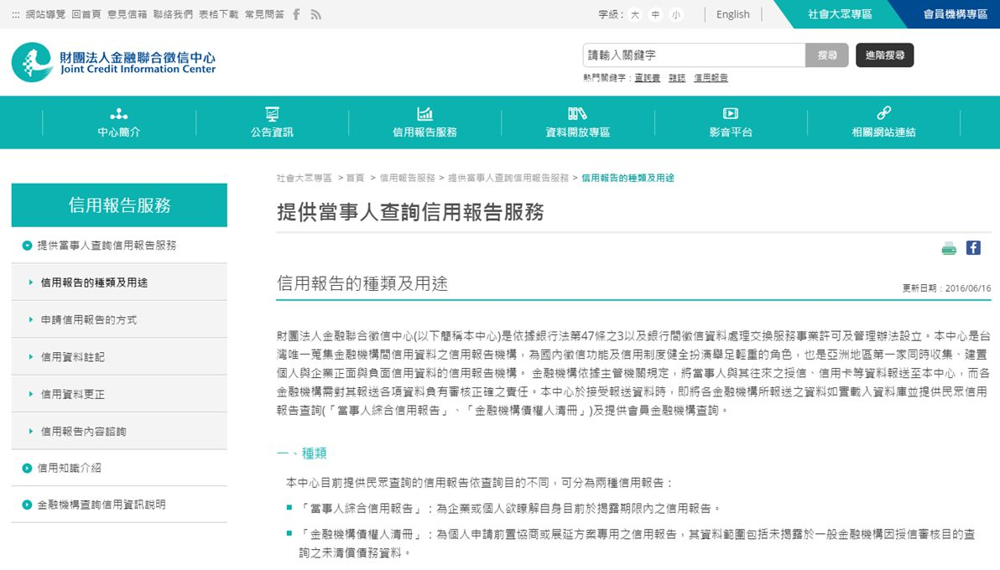 ::: 網站導覽 回首頁 意見信箱 聯絡我們 表格下載 常見問答
字級: 大 中 小
English
社會大眾專區
會員機構專區
財團法人金融聯合徵信中心
Joint Credit Information Center
請輸入關鍵字
搜尋
進階搜尋
熱門關鍵字: 查詢費 雜誌 信用報告
中心簡介
公告資訊
信用報告服務
資料開放專區
影音平台
相關網站連結
社會大眾專區 > 首頁 > 信用報告服務 > 提供當事人查詢信用報告服務 > 信用報告的種類及用途
信用報告服務
提供當事人查詢信用報告服務
信用報告的種類及用途
申請信用報告的方式
信用資料註記
信用資料更正
信用報告內容諮詢
信用知識介紹
金融機構查詢信用資訊說明
提供當事人查詢信用報告服務
信用報告的種類及用途
更新日期:2016/06/16
財團法人金融聯合徵信中心(以下簡稱本中心)是依據銀行法第47條之3以及銀行間徵信資料處理交換服務事業許可及管理辦法設立。本中心是台
灣唯一蒐集金融機構間信用資料之信用報告機構，為國內徵信功能及信用制度健全扮演舉足輕重的角色，也是亞洲地區第一家同時收集、建置
個人與企業正面與負面信用資料的信用報告機構。 金融機構依據主管機關規定，將當事人與其往來之授信、信用卡等資料報送至本中心，而各
金融機構需對其報送各項資料負有審核正確之責任。本中心於接受報送資料時，即將各金融機構所報送之資料如實載入資料庫並提供民眾信用
報告查詢(「當事人綜合信用報告」、「金融機構債權人清冊」)及提供會員金融機構查詢。
一、種類
本中心目前提供民眾查詢的信用報告依查詢目的不同，可分為兩種信用報告：
「當事人綜合信用報告」：為企業或個人欲瞭解自身目前於揭露期限內之信用報告。
「金融機構債權人清冊」：為個人申請前置協商或展延方案專用之信用報告，其資料範圍包括未揭露於一般金融機構因授信審核目的查
詢之未清償債務資料。